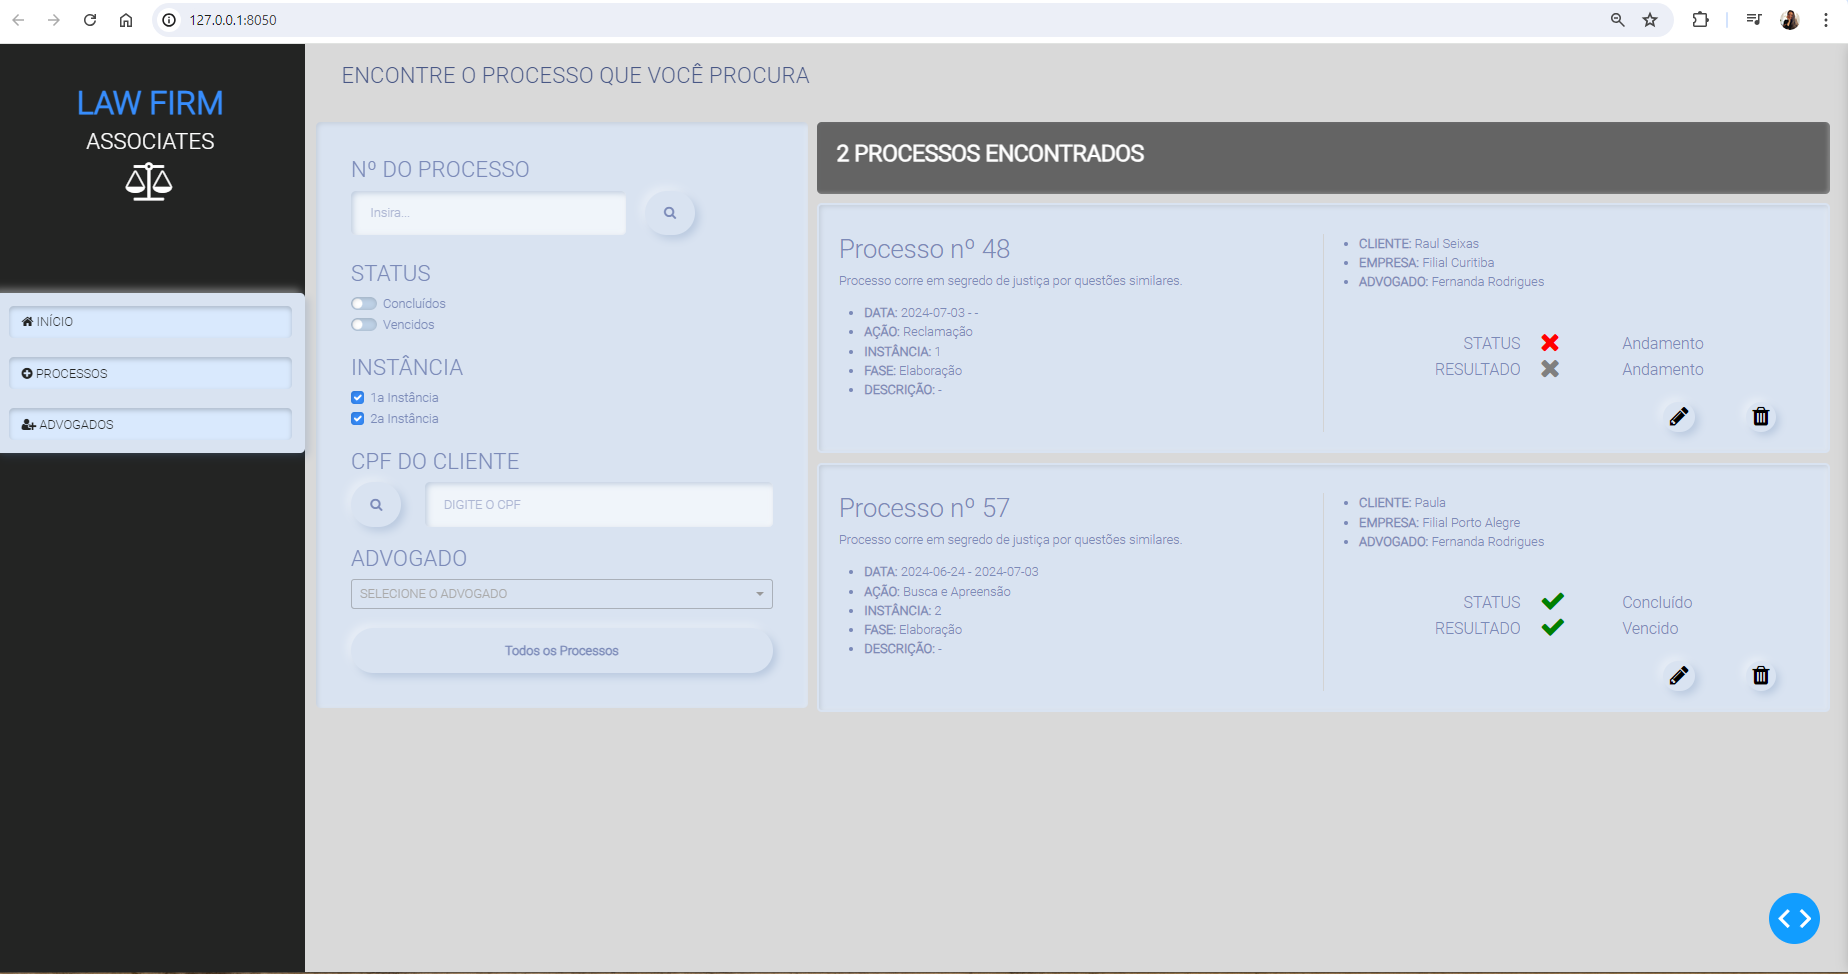 127.0.0.1:8050
LAW FIRM
ASSOCIATES
INÍCIO
PROCESSOS
ADVOGADOS
ENCONTRE O PROCESSO QUE VOCÊ PROCURA
Nº DO PROCESSO
Insira...
STATUS
Concluídos
Vencidos
INSTÂNCIA
1a Instância
2a Instância
CPF DO CLIENTE
DIGITE O CPF
ADVOGADO
SELECIONE O ADVOGADO
Todos os Processos
2 PROCESSOS ENCONTRADOS
Processo nº 48
Processo corre em segredo de justiça por questões similares.
DATA: 2024-07-03 - -
AÇÃO: Reclamação
INSTÂNCIA: 1
FASE: Elaboração
DESCRIÇÃO: -
CLIENTE: Raul Seixas
EMPRESA: Filial Curitiba
ADVOGADO: Fernanda Rodrigues
STATUS Andamento
RESULTADO Andamento
Processo nº 57
Processo corre em segredo de justiça por questões similares.
DATA: 2024-06-24 - 2024-07-03
AÇÃO: Busca e Apreensão
INSTÂNCIA: 2
FASE: Elaboração
DESCRIÇÃO: -
CLIENTE: Paula
EMPRESA: Filial Porto Alegre
ADVOGADO: Fernanda Rodrigues
STATUS Concluído
RESULTADO Vencido